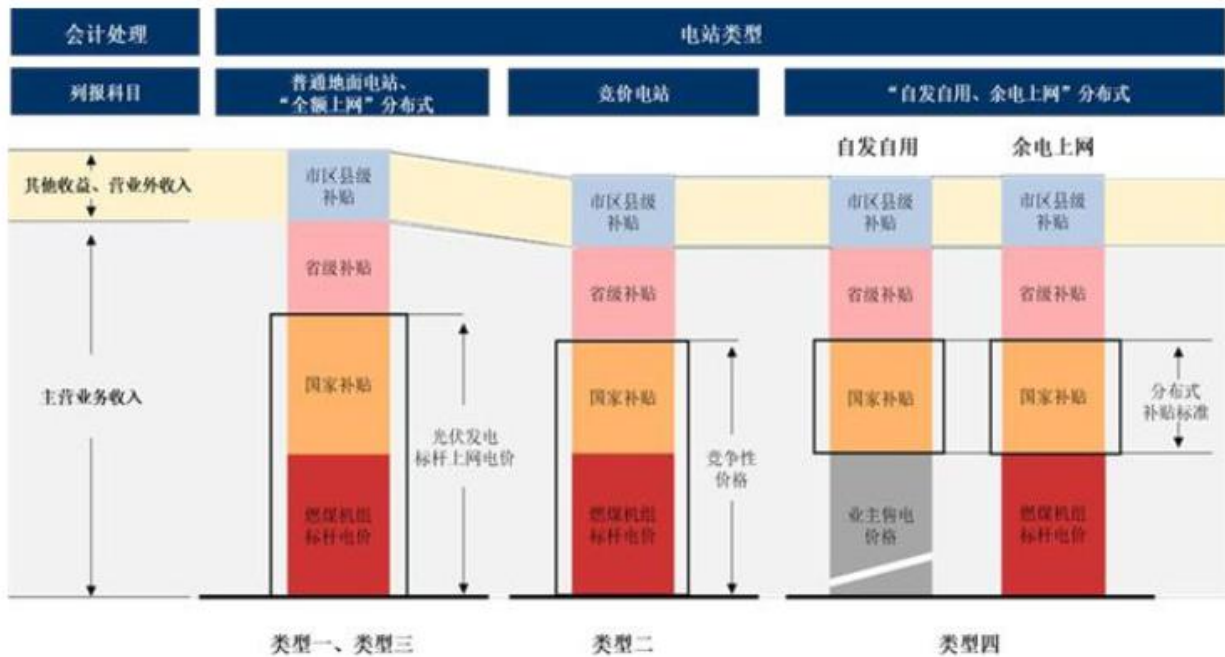 会计处理
电站类型
列报科目
普通地面电站、
“全额上网”分布式
竞价电站
“自发自用、余电上网”分布式
自发自用
余电上网
其他收益、营业外收入
市区县级
补贴
市区县级
补贴
市区县级
补贴
市区县级
补贴
主营业务收入
省级补贴
省级补贴
省级补贴
省级补贴
国家补贴
国家补贴
国家补贴
国家补贴
光伏发电
标杆上网电价
竞争性
价格
分布式
补贴标准
燃煤机组
标杆电价
燃煤机组
标杆电价
业主售电
价格
燃煤机组
标杆电价
类型一、类型三
类型二
类型四